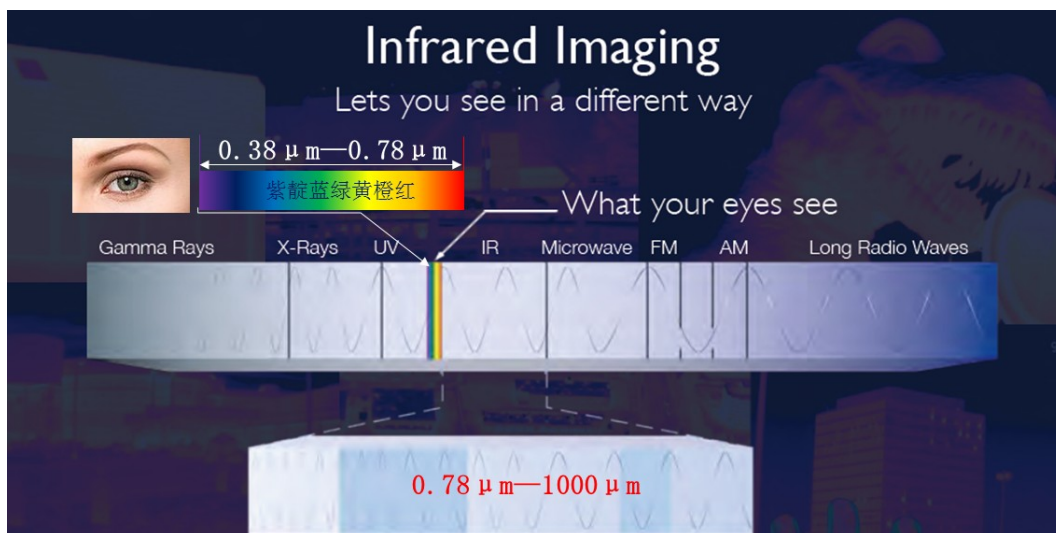 Infrared Imaging
Lets you see in a different way
0.38μm—0.78μm
紫靛蓝绿黄橙红
What your eyes see
Gamma Rays X-Rays UV IR Microwave FM AM Long Radio Waves
0.78μm—1000μm